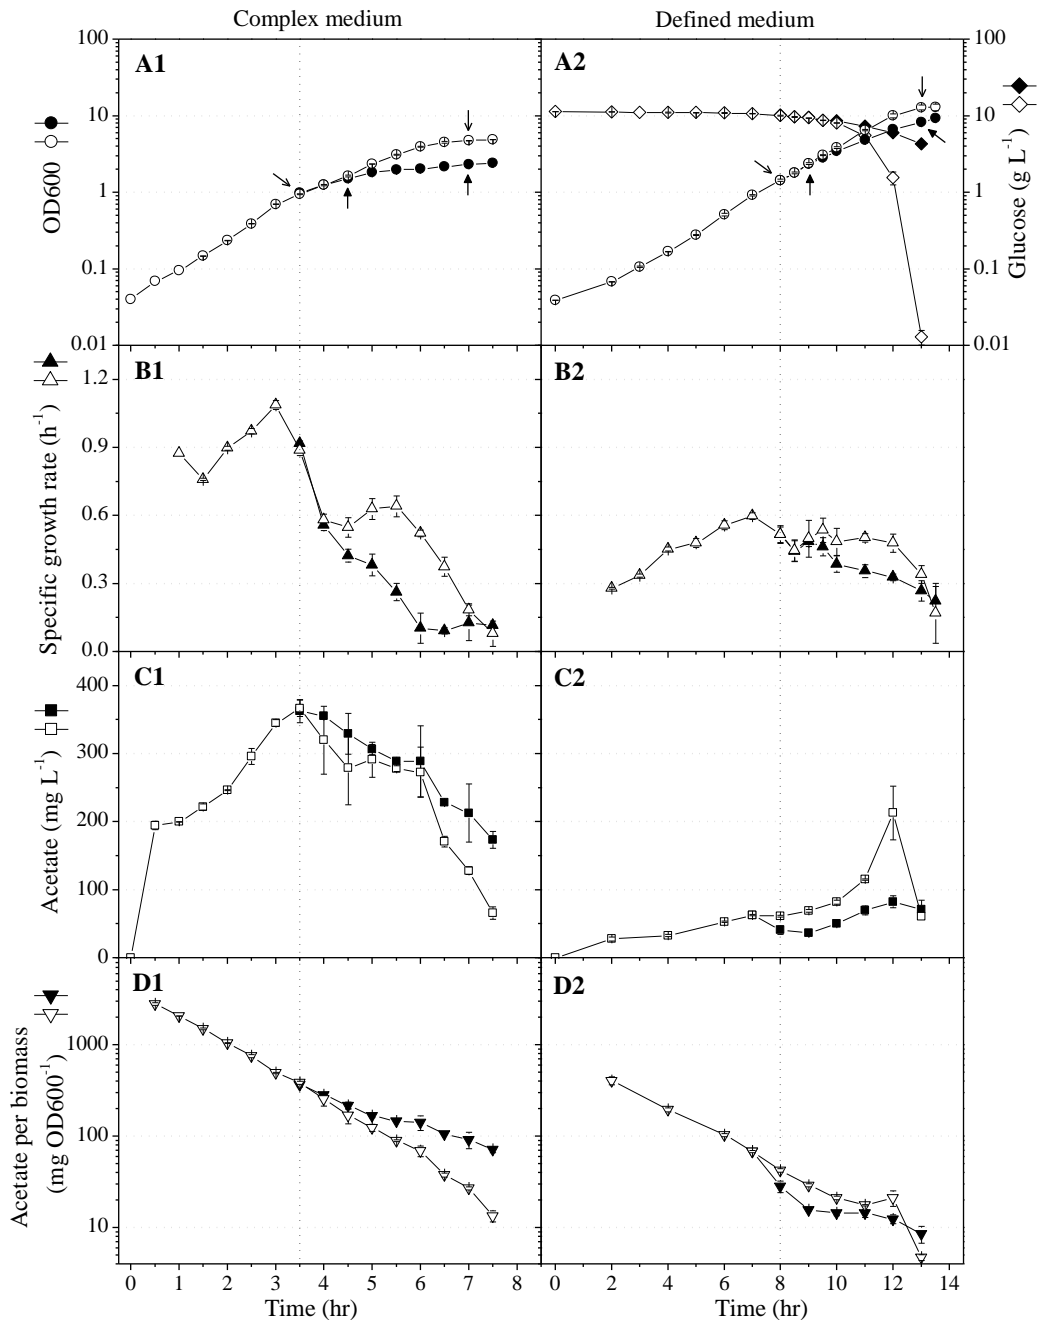 Complex medium
Defined medium
A1
A2
100
10
1
0.1
0.01
100
10
1
0.1
0.01
OD600
Glucose (g L-1)
B1
B2
1.2
0.9
0.6
0.3
0.0
Specific growth rate (h-1)
C1
C2
400
300
200
100
0
Acetate (mg L-1)
D1
D2
1000
100
10
Acetate per biomass
(mg OD600-1)
0 1 2 3 4 5 6 7 8
0 2 4 6 8 10 12 14
Time (hr)
Time (hr)